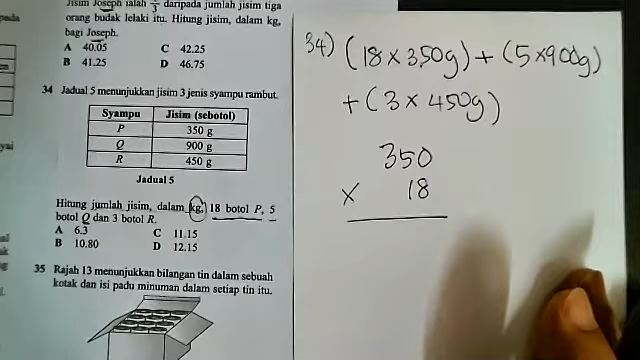 Jisim Joseph ialah 1/3 daripada jumlah jisim tiga
orang budak lelaki itu. Hitung jisim, dalam kg,
bagi Joseph.
A 40.05 C 42.25
B 41.25 D 46.75
34 Jadual 5 menunjukkan jisim 3 jenis syampu rambut.
Syampu Jisim (sebotol)
P 350 g
Q 900 g
R 450 g
Jadual 5
Hitung jumlah jisim, dalam kg, 18 botol P, 5
botol Q dan 3 botol R.
A 6.3 C 11.15
B 10.80 D 12.15
35 Rajah 13 menunjukkan bilangan tin dalam sebuah
kotak dan isi padu minuman dalam setiap tin itu.
34) (18 × 350g) + (5 × 900g)
+ (3 × 450g)
350
× 18